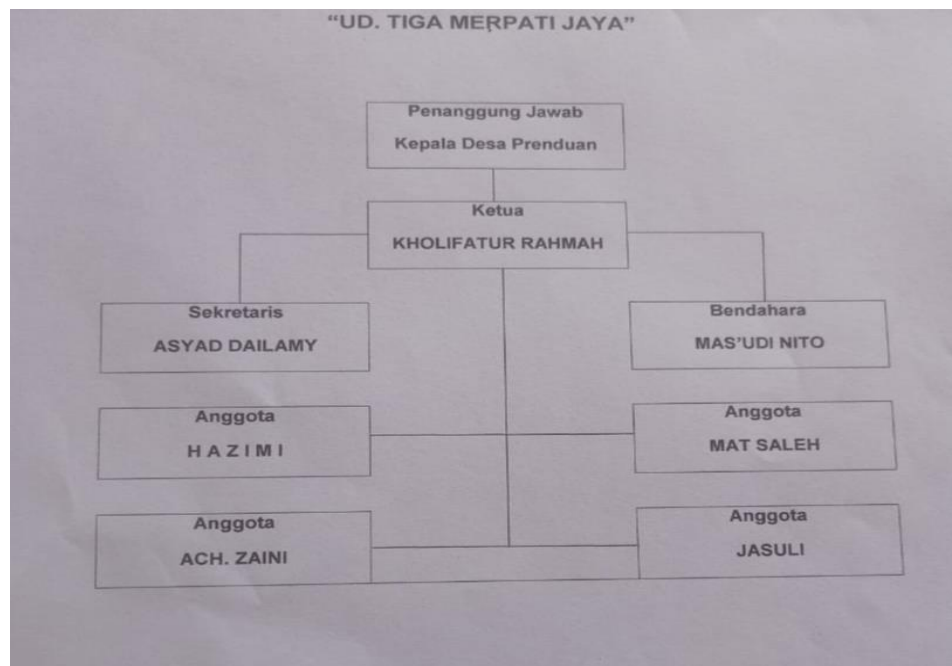 “UD. TIGA MERPATI JAYA”
Penanggung Jawab
Kepala Desa Prenduan
Ketua
KHOLIFATUR RAHMAH
Sekretaris
ASYAD DAILAMY
Bendahara
MAS’UDI NITO
Anggota
H A Z I M I
Anggota
MAT SALEH
Anggota
ACH. ZAINI
Anggota
JASULI